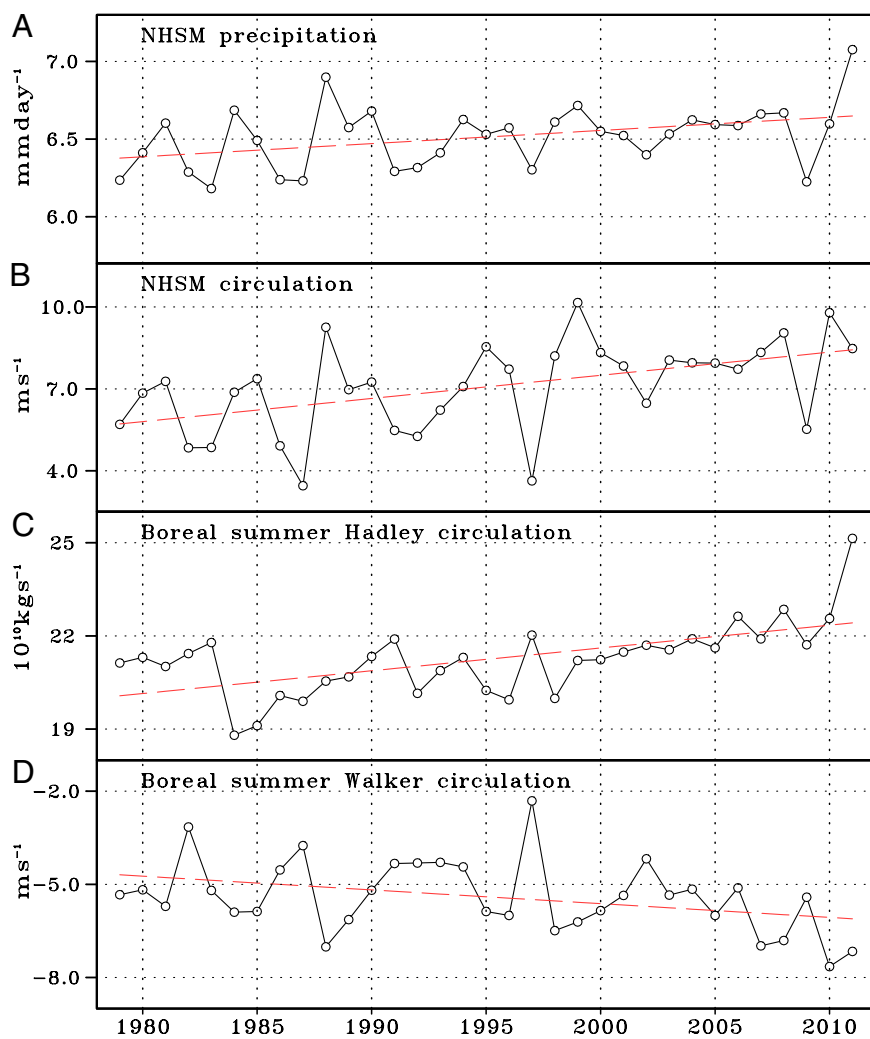 A
NHSM precipitation
7.0
6.5
6.0
mmday⁻¹
B
NHSM circulation
10.0
7.0
4.0
ms⁻¹
C
Boreal summer Hadley circulation
25
22
19
10¹⁰kgs⁻¹
D
Boreal summer Walker circulation
−2.0
−5.0
−8.0
ms⁻¹
1980 1985 1990 1995 2000 2005 2010